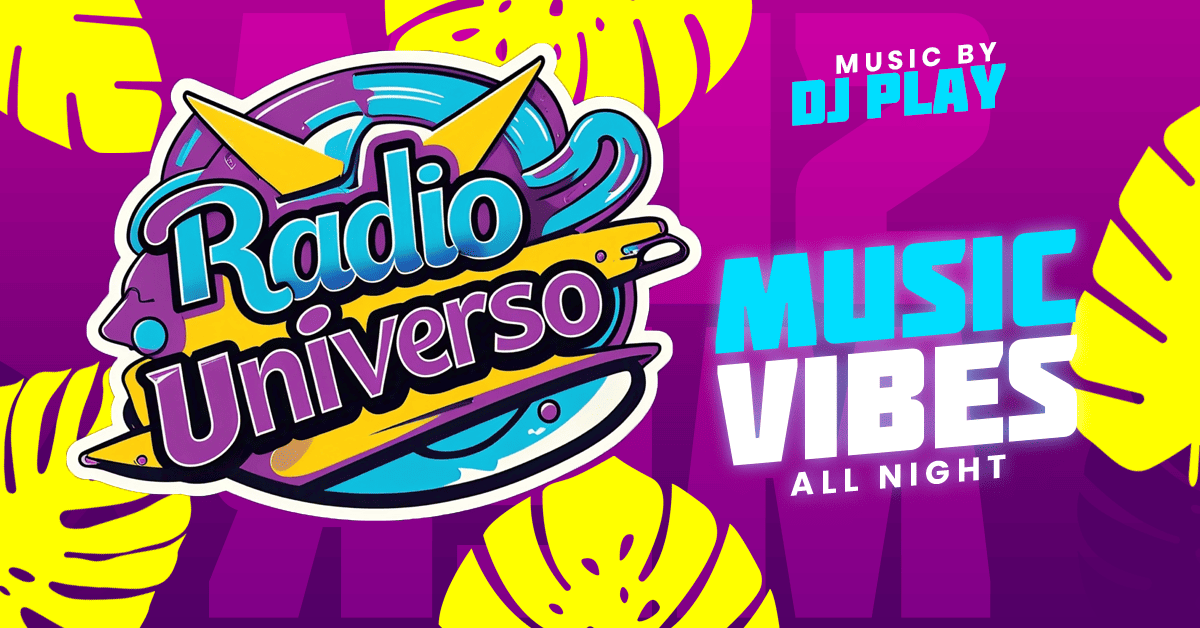 Radio
Universo
MUSIC BY
DJ PLAY
MUSIC
VIBES
ALL NIGHT